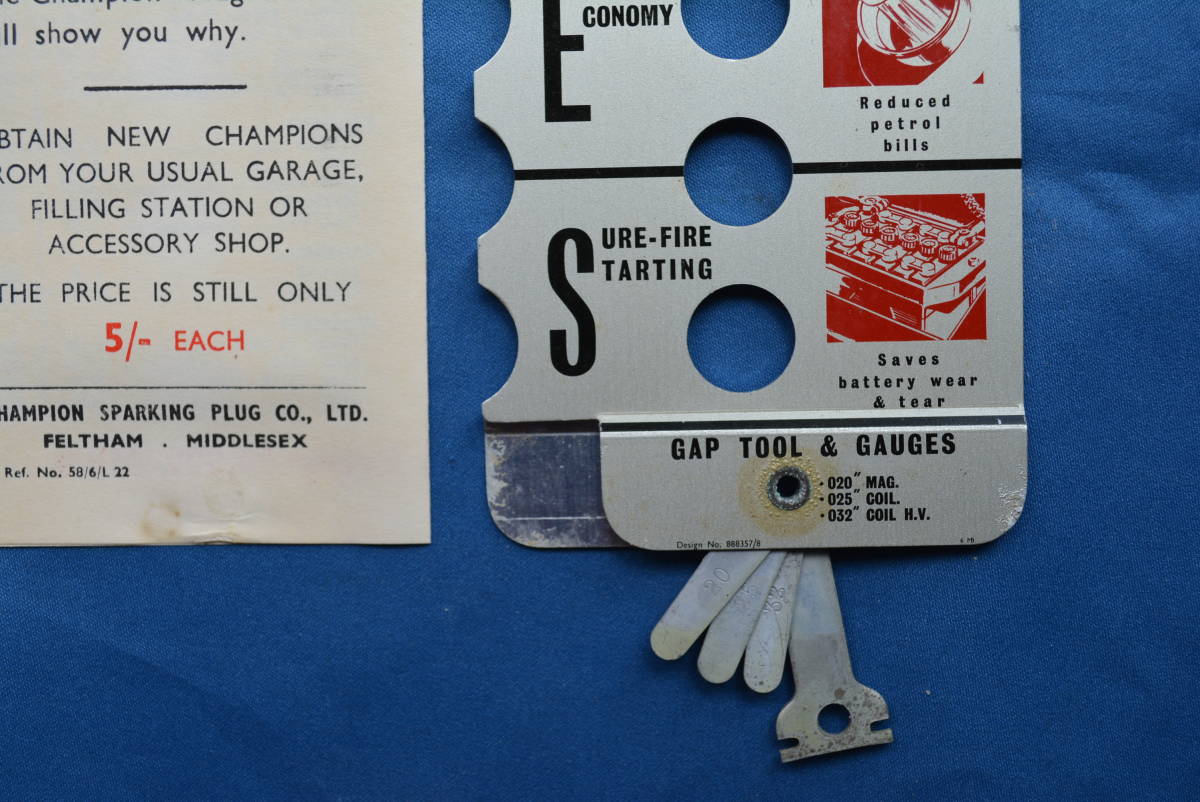 ll show you why.
BTAIN NEW CHAMPIONS
ROM YOUR USUAL GARAGE,
FILLING STATION OR
ACCESSORY SHOP.
THE PRICE IS STILL ONLY
5/- EACH
HAMPION SPARKING PLUG CO., LTD.
FELTHAM . MIDDLESEX
Ref. No. 58/6/L 22
ECONOMY
Reduced
petrol
bills
SURE-FIRE
TARTING
Saves
battery wear
& tear
GAP TOOL & GAUGES
·020" MAG.
·025" COIL.
·032" COIL H.V.
Design No. 888357/8
20